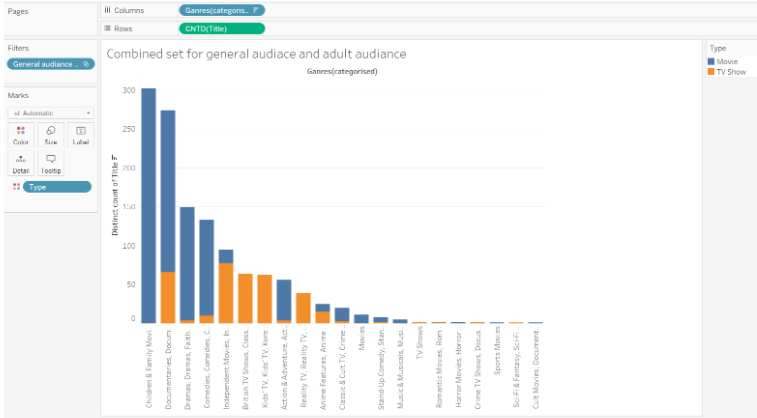 Pages
Columns
Ganres(categoris..
Rows
CNTD(Title)
Filters
General audiance ..
Marks
Automatic
Color
Size
Label
Detail
Tooltip
Type
Combined set for general audiace and adult audiance
Ganres(categorised)
Distinct count of Title
300
250
200
150
100
50
0
Children & Family Movi..
Documentaries, Docum..
Dramas, Dramas, Faith..
Comedies, Comedies, C..
Independent Movies, In..
British TV Shows, Class..
Kids' TV, Kids' TV, Kore..
Action & Adventure, Act..
Reality TV, Reality TV, ..
Anime Features, Anime ..
Classic & Cult TV, Crime ..
Movies
Stand-Up Comedy, Stan..
Music & Musicals, Musi..
TV Shows
Romantic Movies, Rom..
Horror Movies, Horror ..
Crime TV Shows, Docus..
Sports Movies
Sci-Fi & Fantasy, Sci-Fi ..
Cult Movies, Document..
Type
Movie
TV Show